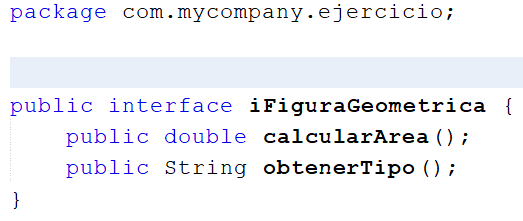 package com.mycompany.ejercicio;
public interface iFiguraGeometrica {
public double calcularArea();
public String obtenerTipo();
}